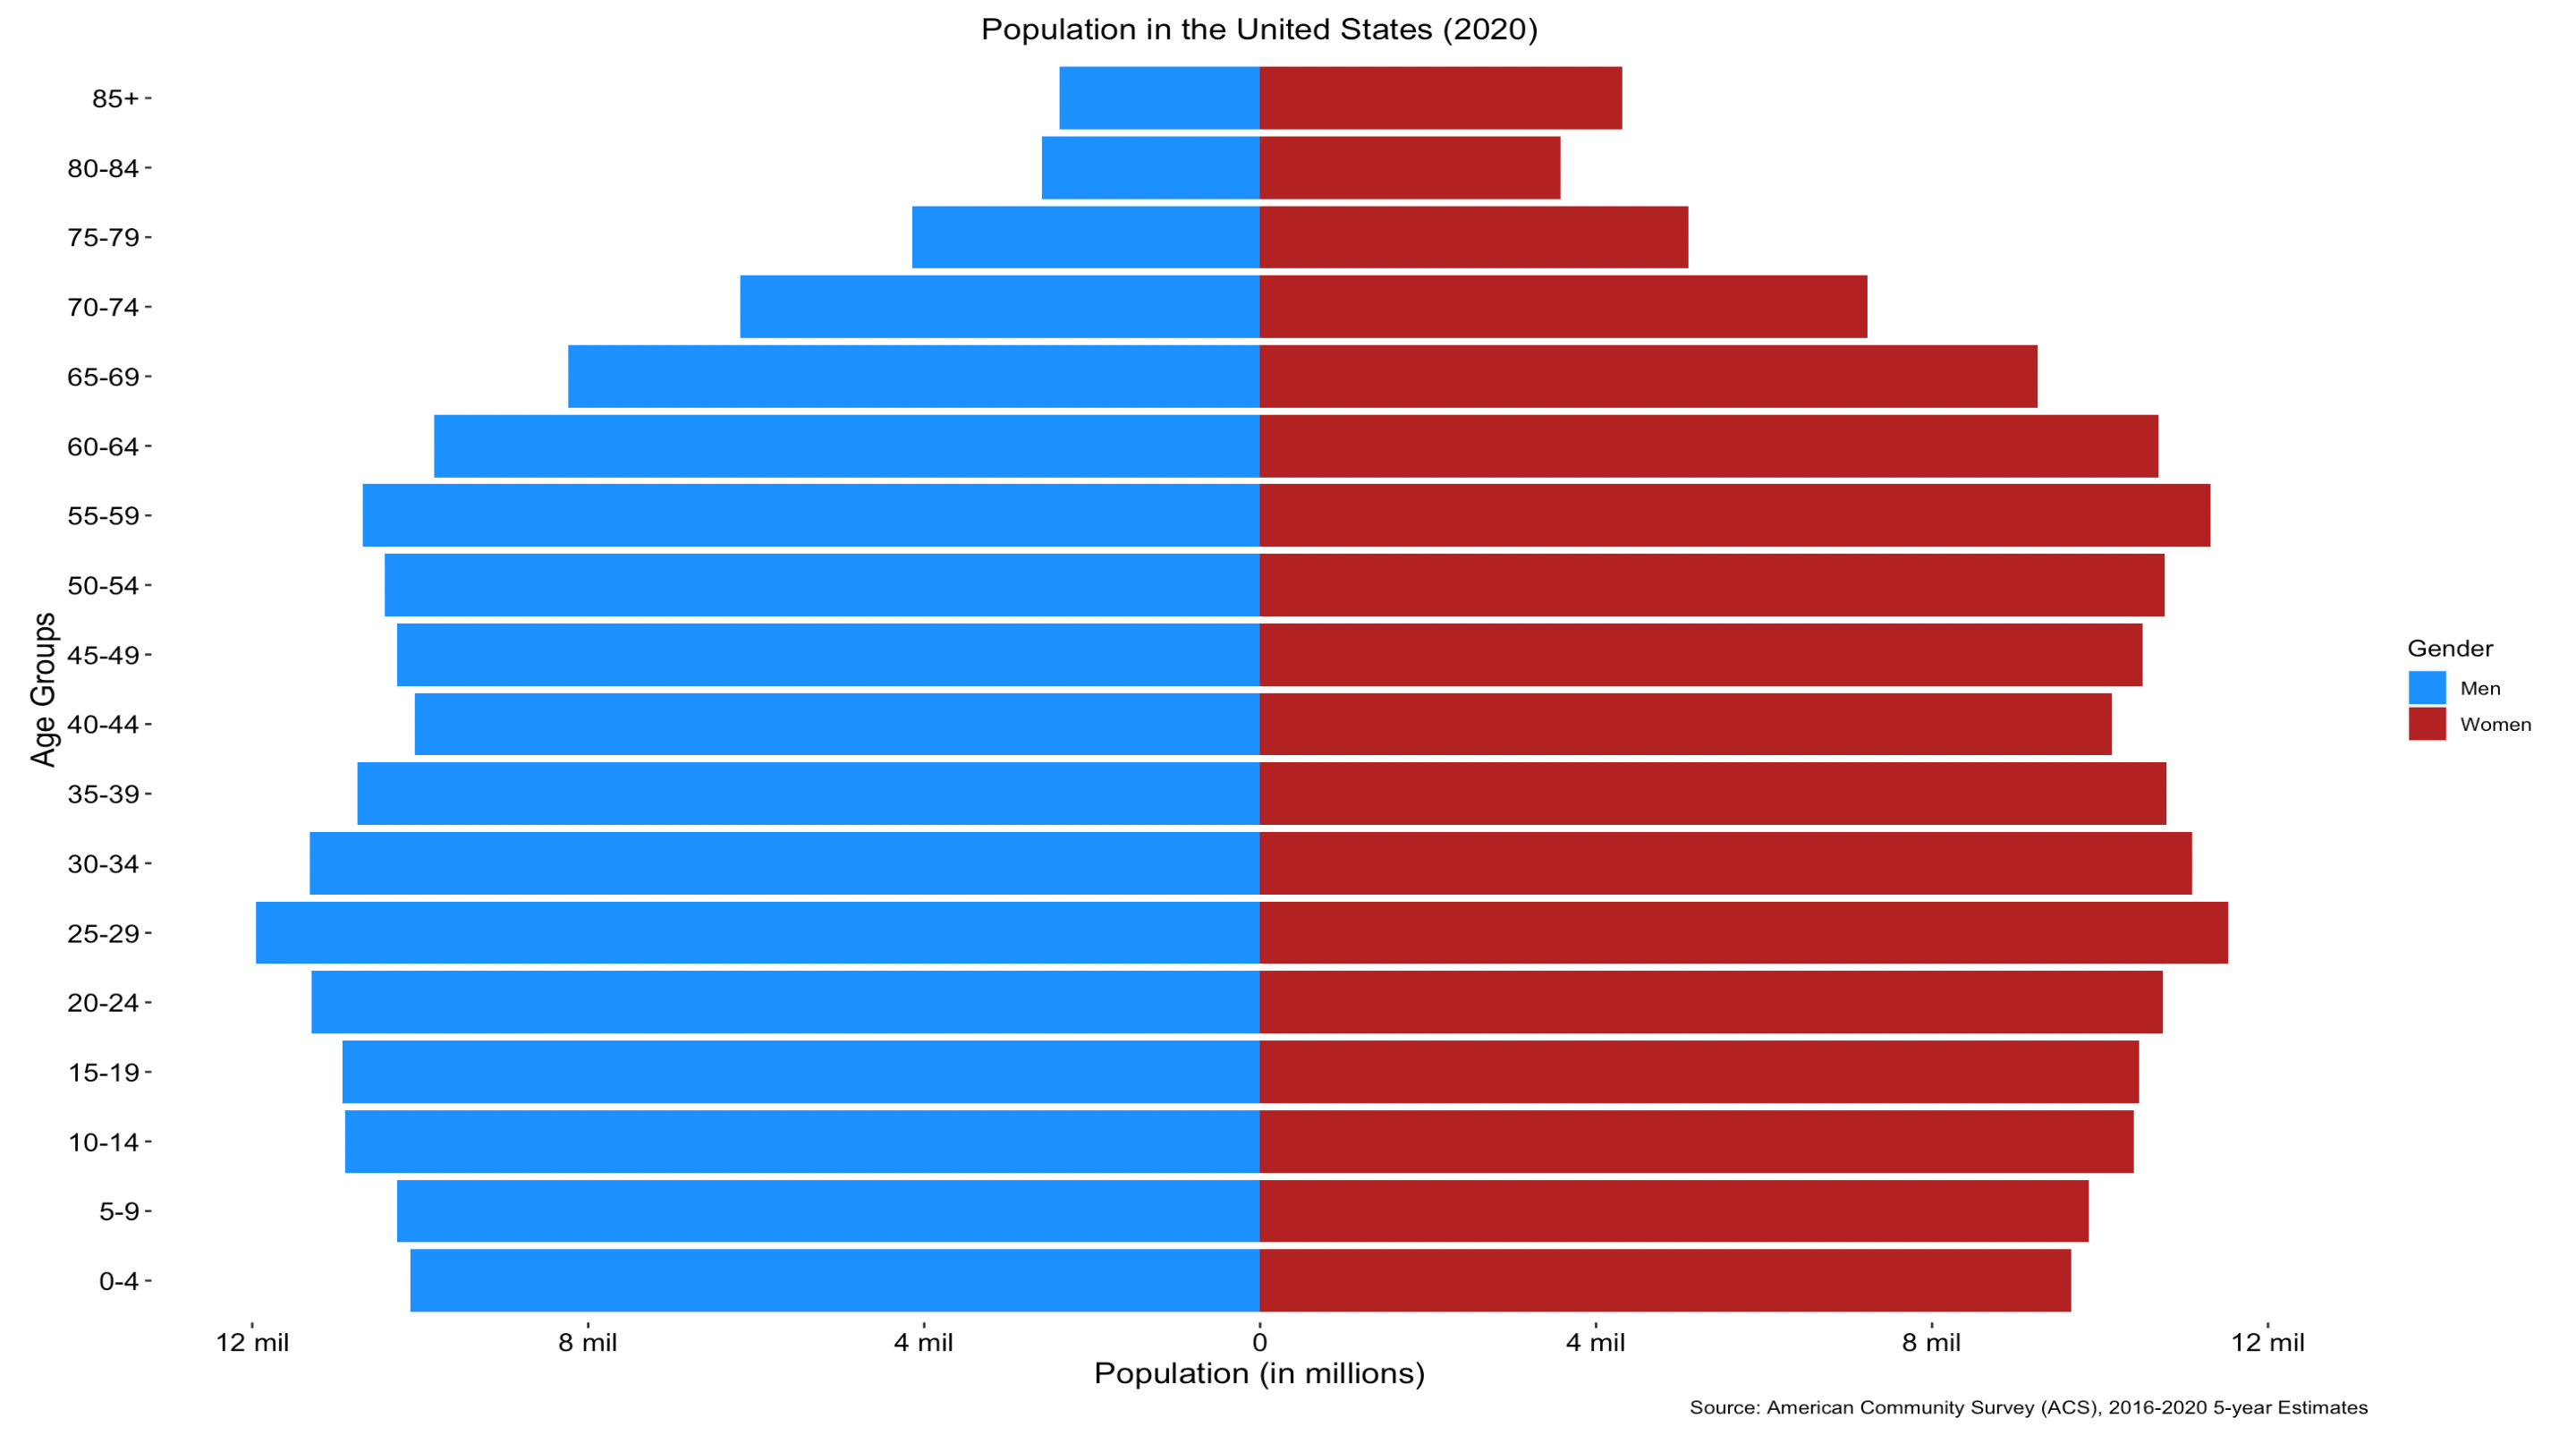 Population in the United States (2020)
85+
80-84
75-79
70-74
65-69
60-64
55-59
50-54
45-49
40-44
35-39
30-34
25-29
20-24
15-19
10-14
5-9
0-4
Age Groups
Gender
Men
Women
12 mil 8 mil 4 mil 0 4 mil 8 mil 12 mil
Population (in millions)
Source: American Community Survey (ACS), 2016-2020 5-year Estimates